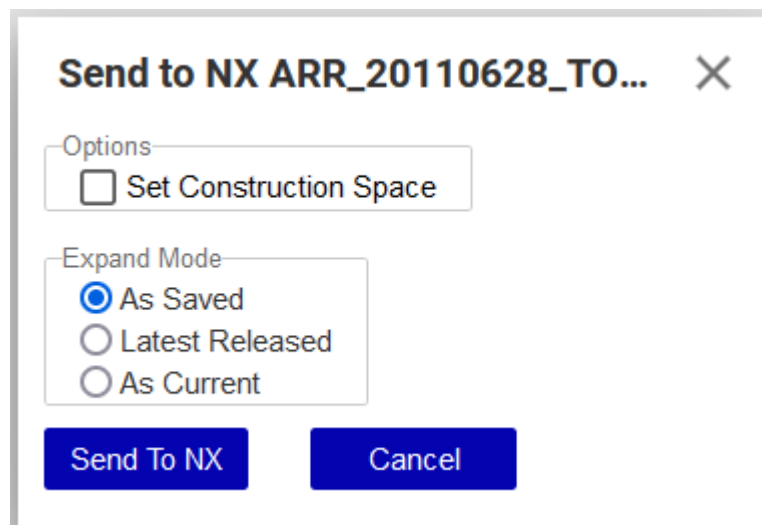 Send to NX ARR_20110628_TO...
Options
Set Construction Space
Expand Mode
As Saved
Latest Released
As Current
Send To NX
Cancel